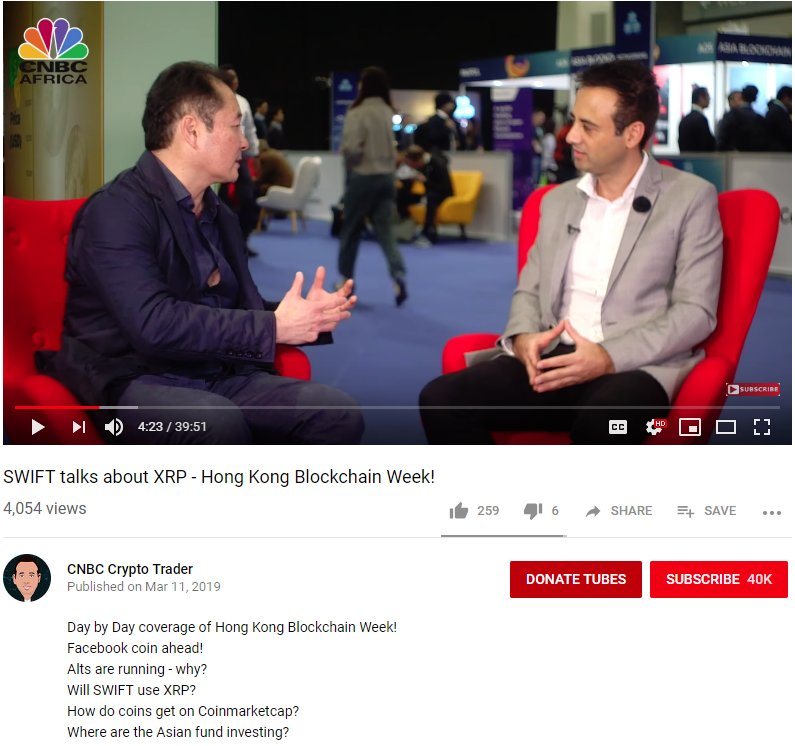 CNBC
AFRICA
ASIA BLOCKCHAIN
SUBSCRIBE
4:23 / 39:51
CC
HD
SWIFT talks about XRP - Hong Kong Blockchain Week!
4,054 views
259
6
SHARE
SAVE
CNBC Crypto Trader
Published on Mar 11, 2019
DONATE TUBES
SUBSCRIBE 40K
Day by Day coverage of Hong Kong Blockchain Week!
Facebook coin ahead!
Alts are running - why?
Will SWIFT use XRP?
How do coins get on Coinmarketcap?
Where are the Asian fund investing?